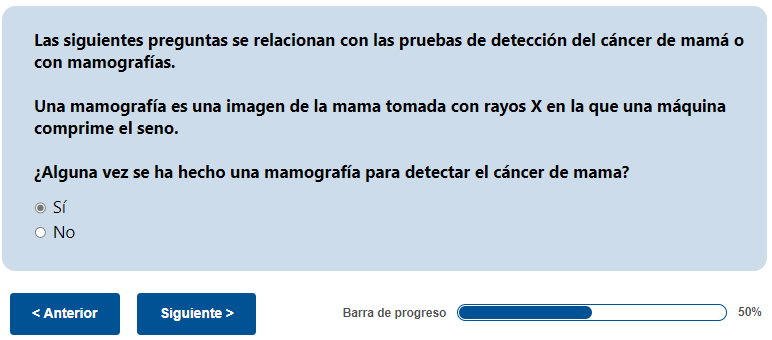 Las siguientes preguntas se relacionan con las pruebas de detección del cáncer de mamá o
con mamografías.
Una mamografía es una imagen de la mama tomada con rayos X en la que una máquina
comprime el seno.
¿Alguna vez se ha hecho una mamografía para detectar el cáncer de mama?
Sí
No
< Anterior
Siguiente >
Barra de progreso
50%